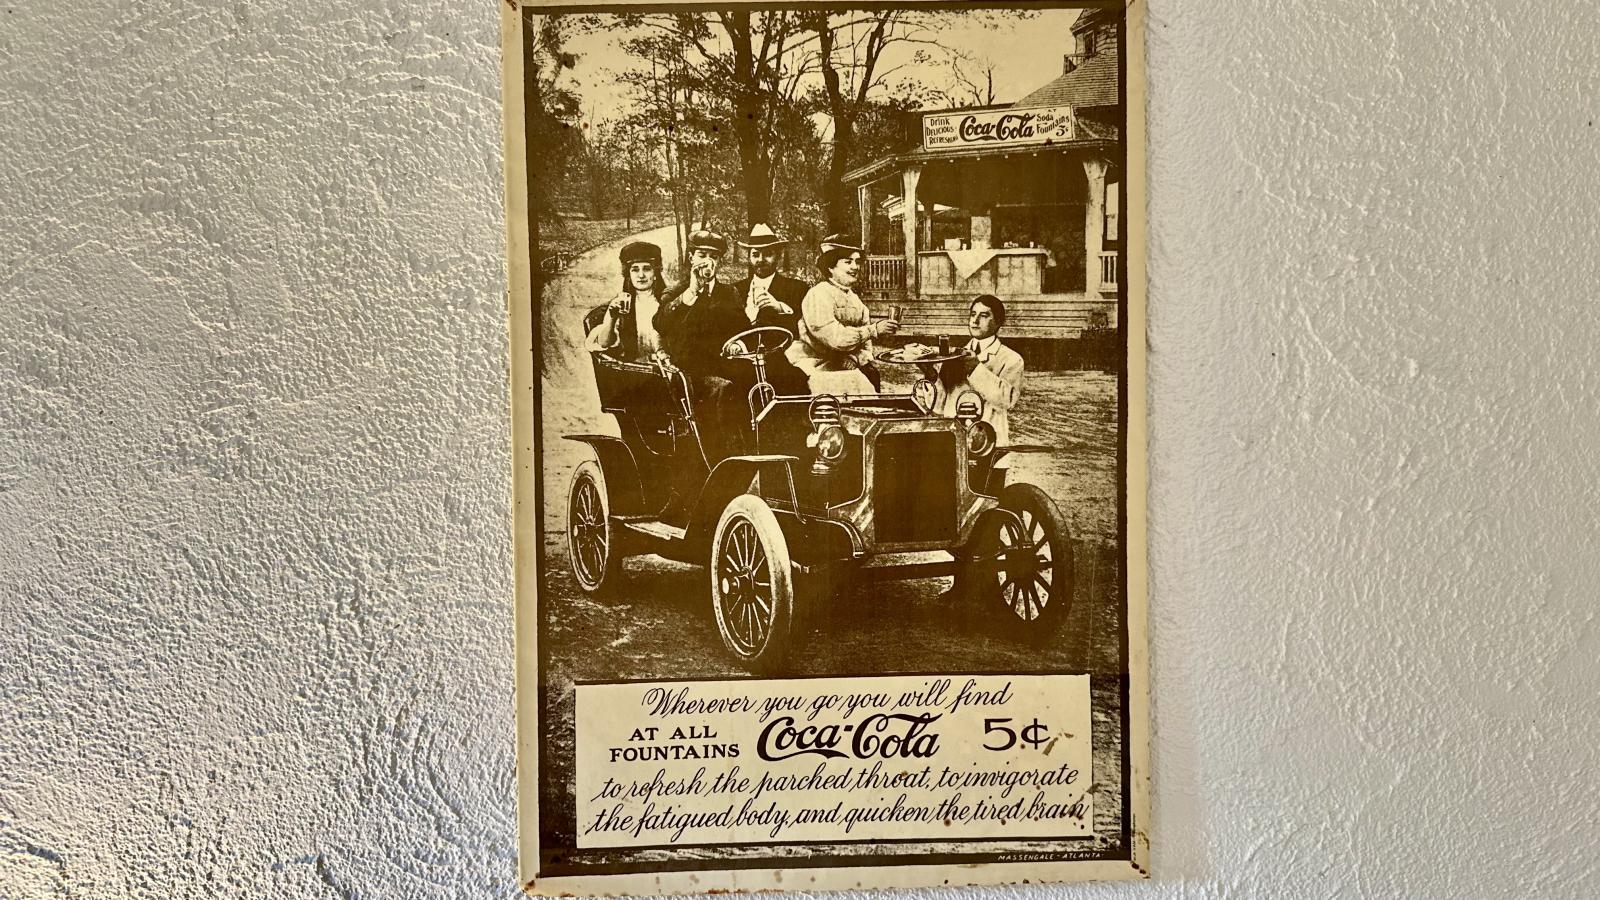 Drink
Delicious-
Refreshing
Coca-Cola
AT
Soda
Fountains
5¢
Wherever you go you will find
AT ALL
FOUNTAINS
Coca-Cola
5¢
to refresh the parched throat, to invigorate
the fatigued body, and quicken the tired brain
MASSENGALE-ATLANTA